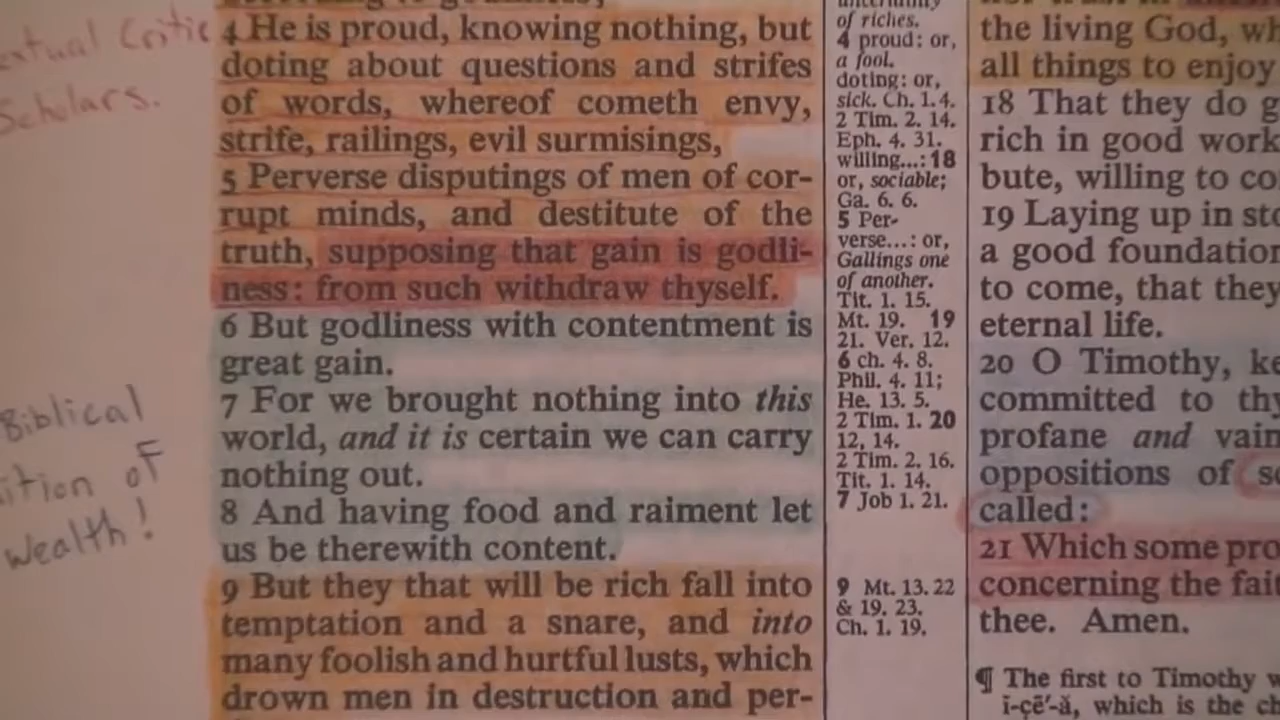 Critic
Scholars.
Biblical
of
wealth!
4 He is proud, knowing nothing, but
doting about questions and strifes
of words, whereof cometh envy,
strife, railings, evil surmisings,
5 Perverse disputings of men of cor-
rupt minds, and destitute of the
truth, supposing that gain is godli-
ness: from such withdraw thyself.
6 But godliness with contentment is
great gain.
7 For we brought nothing into this
world, and it is certain we can carry
nothing out.
8 And having food and raiment let
us be therewith content.
9 But they that will be rich fall into
temptation and a snare, and into
many foolish and hurtful lusts, which
drown men in destruction and per-
of riches.
4 proud: or,
a fool.
doting: or,
sick. Ch. 1. 4.
2 Tim. 2. 14.
Eph. 4. 31.
willing...: 18
or, sociable;
Ga. 6. 6.
5 Per-
verse...: or,
Gallings one
of another.
Tit. 1. 15.
Mt. 19. 19
21. Ver. 12.
6 ch. 4. 8.
Phil. 4. 11;
He. 13. 5.
2 Tim. 1. 20
12, 14.
2 Tim. 2. 16.
Tit. 1. 14.
7 Job 1. 21.
9 Mt. 13. 22
& 19. 23.
Ch. 1. 19.
the living God, wh
all things to enjoy
18 That they do g
rich in good work
bute, willing to co
19 Laying up in sto
a good foundation
to come, that they
eternal life.
20 O Timothy, ke
committed to thy
profane and vain
oppositions of sc
called:
21 Which some pro
concerning the fait
thee. Amen.
¶ The first to Timothy w
ĭ-çē′-ă, which is the ch